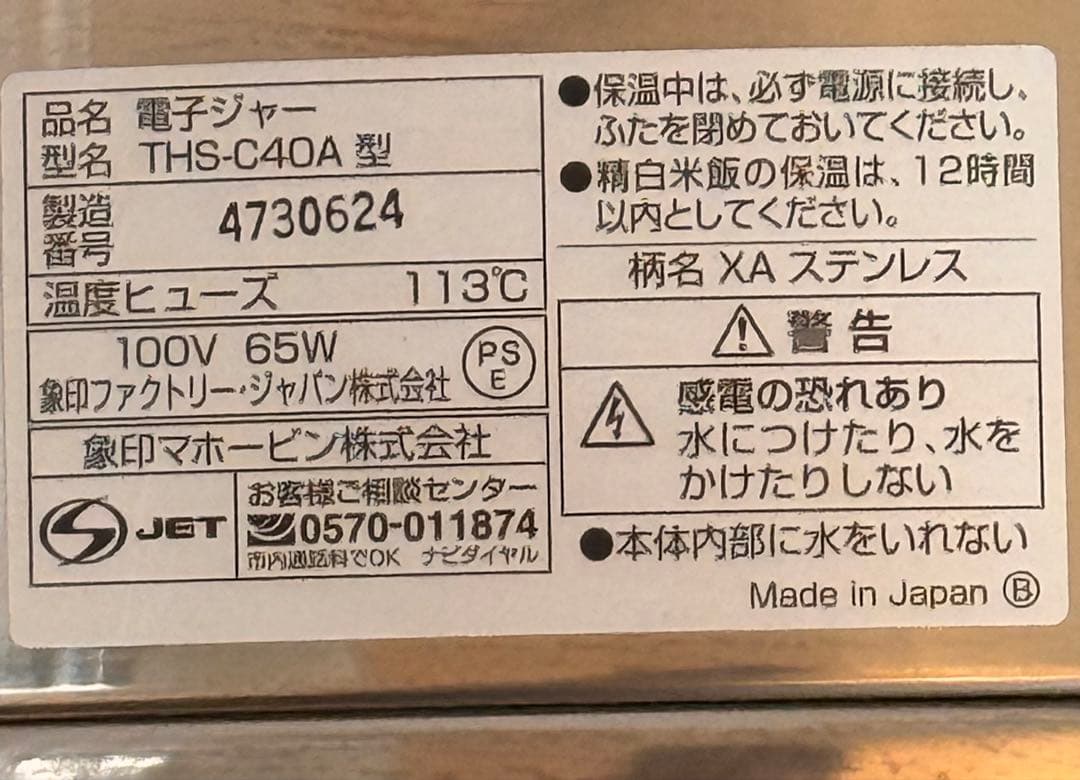 品名 電子ジャー
型名 THS-C40A 型
製造番号 4730624
温度ヒューズ 113℃
100V 65W
PS E
象印ファクトリー・ジャパン株式会社
象印マホービン株式会社
S JET
お客様ご相談センター
0570-011874
市内通話料でOK ナビダイヤル
●保温中は、必ず電源に接続し、
ふたを閉めておいてください。
●精白米飯の保温は、12時間
以内としてください。
柄名 XA ステンレス
警告
感電の恐れあり
水につけたり、水を
かけたりしない
●本体内部に水をいれない
Made in Japan Ⓑ